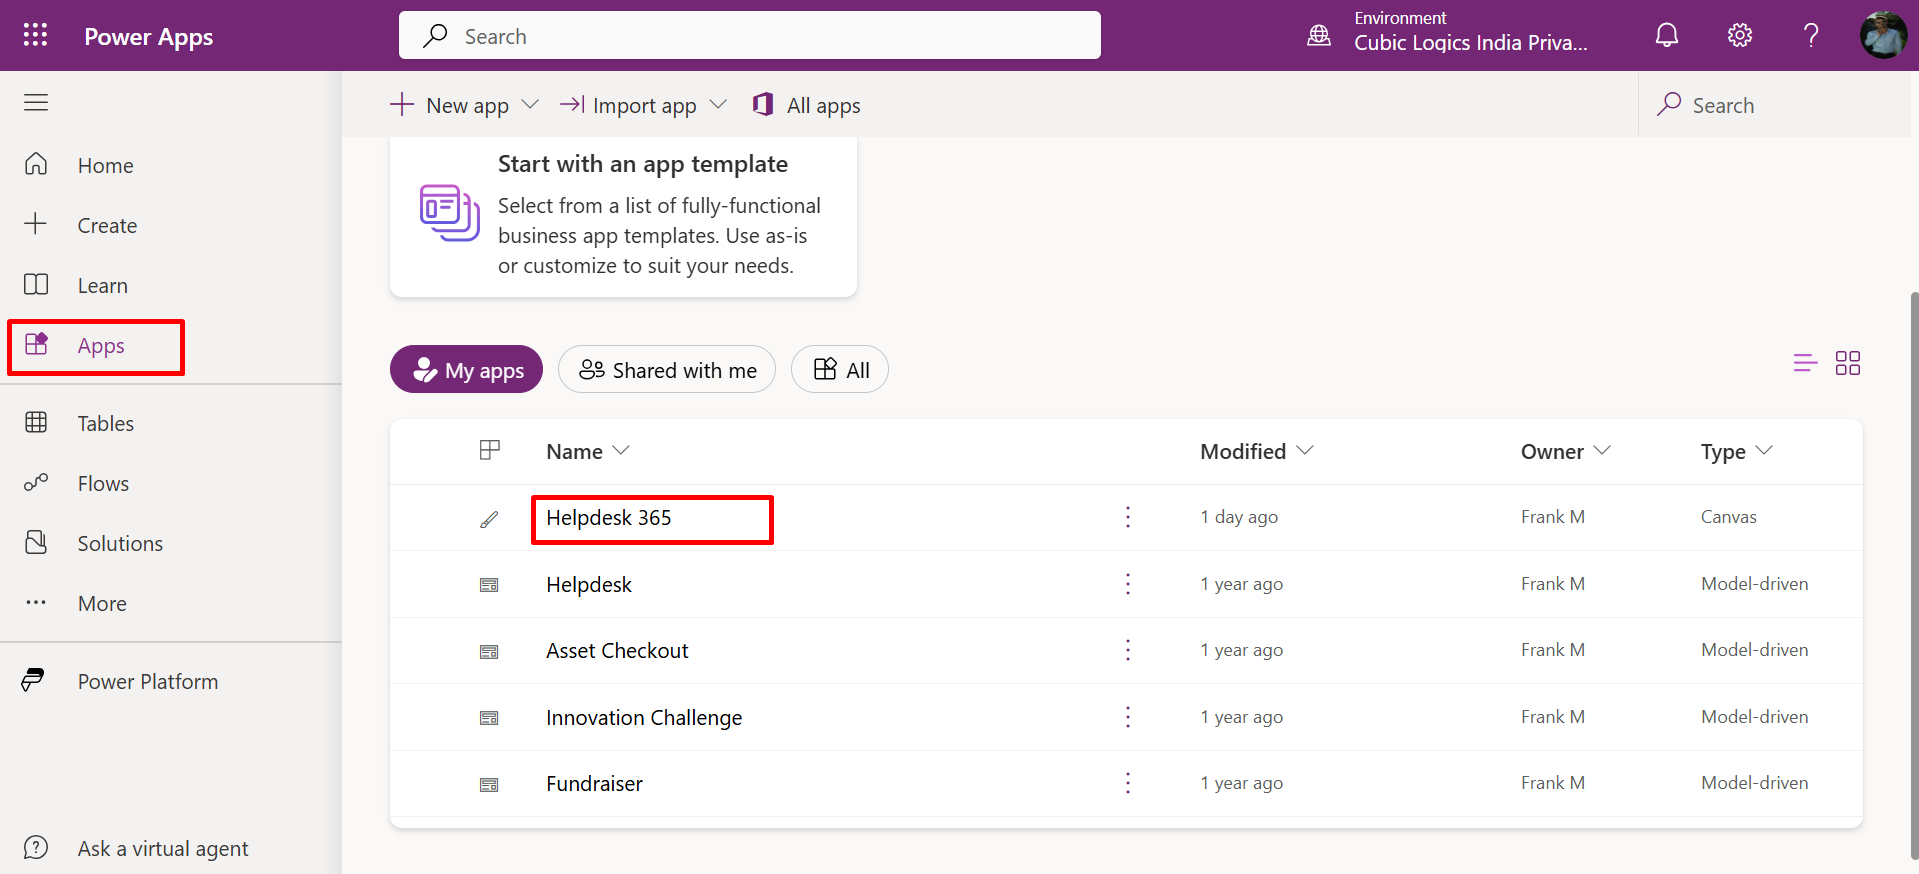 Power Apps
Search
Environment
Cubic Logics India Priva...
?
New app
Import app
All apps
Search
Home
Create
Learn
Apps
Tables
Flows
Solutions
More
Power Platform
Ask a virtual agent
Start with an app template
Select from a list of fully-functional
business app templates. Use as-is
or customize to suit your needs.
My apps
Shared with me
All
Name Modified Owner Type
Helpdesk 365 1 day ago Frank M Canvas
Helpdesk 1 year ago Frank M Model-driven
Asset Checkout 1 year ago Frank M Model-driven
Innovation Challenge 1 year ago Frank M Model-driven
Fundraiser 1 year ago Frank M Model-driven